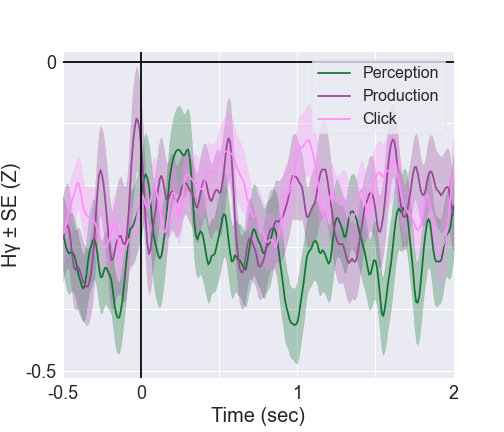 0
Perception
Production
Click
Hγ ± SE (Z)
-0.5
-0.5 0 1 2
Time (sec)